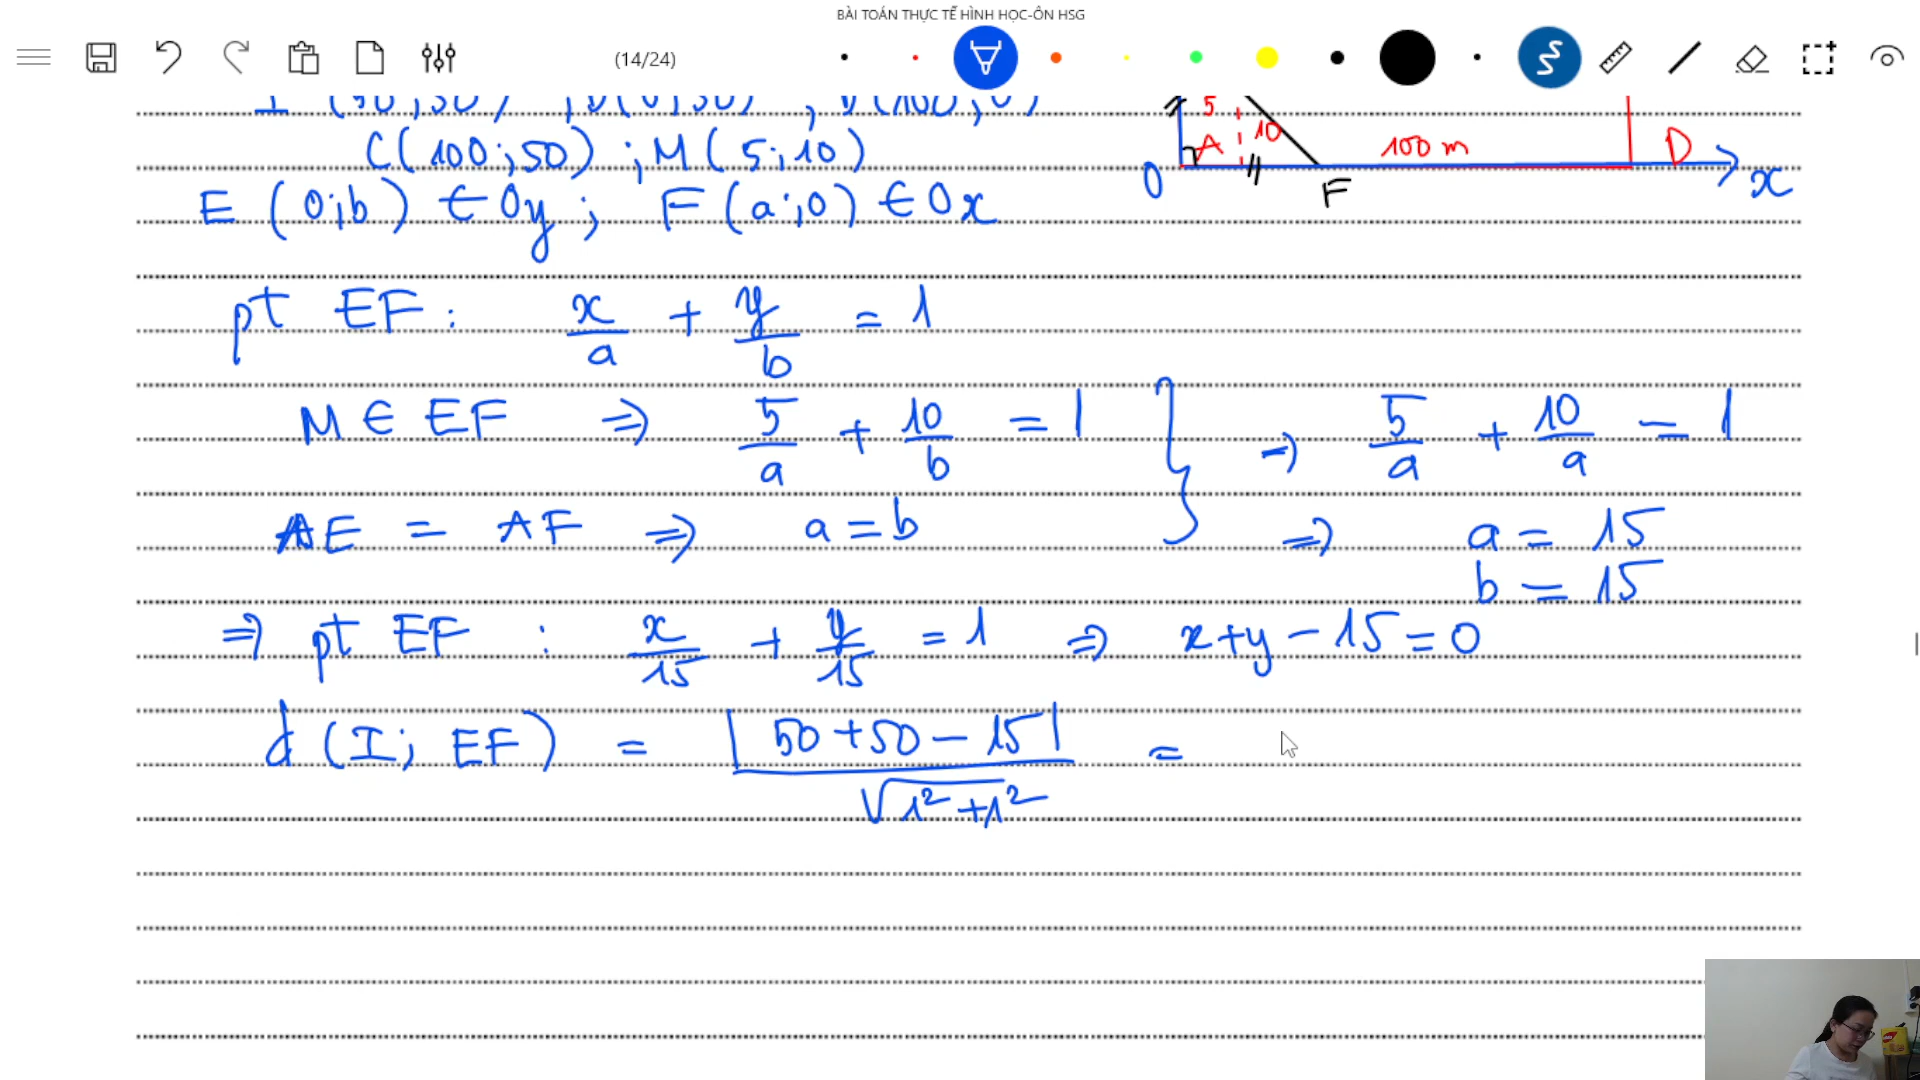 BÀI TOÁN THỰC TẾ HÌNH HỌC-ÔN HSG
(14/24)
C(100;50) ; M(5;10)
E (0;b) ∈ Oy ; F(a;0) ∈ Ox
5
A 10
100 m
D
O
F
x
pt EF: x/a + y/b = 1
M ∈ EF ⇒ 5/a + 10/b = 1 } ⇒ 5/a + 10/a = 1
AE = AF ⇒ a = b ⇒ a = 15
b = 15
⇒ pt EF : x/15 + y/15 = 1 ⇒ x+y-15=0
d (I; EF) = |50+50-15| / √1²+1² =